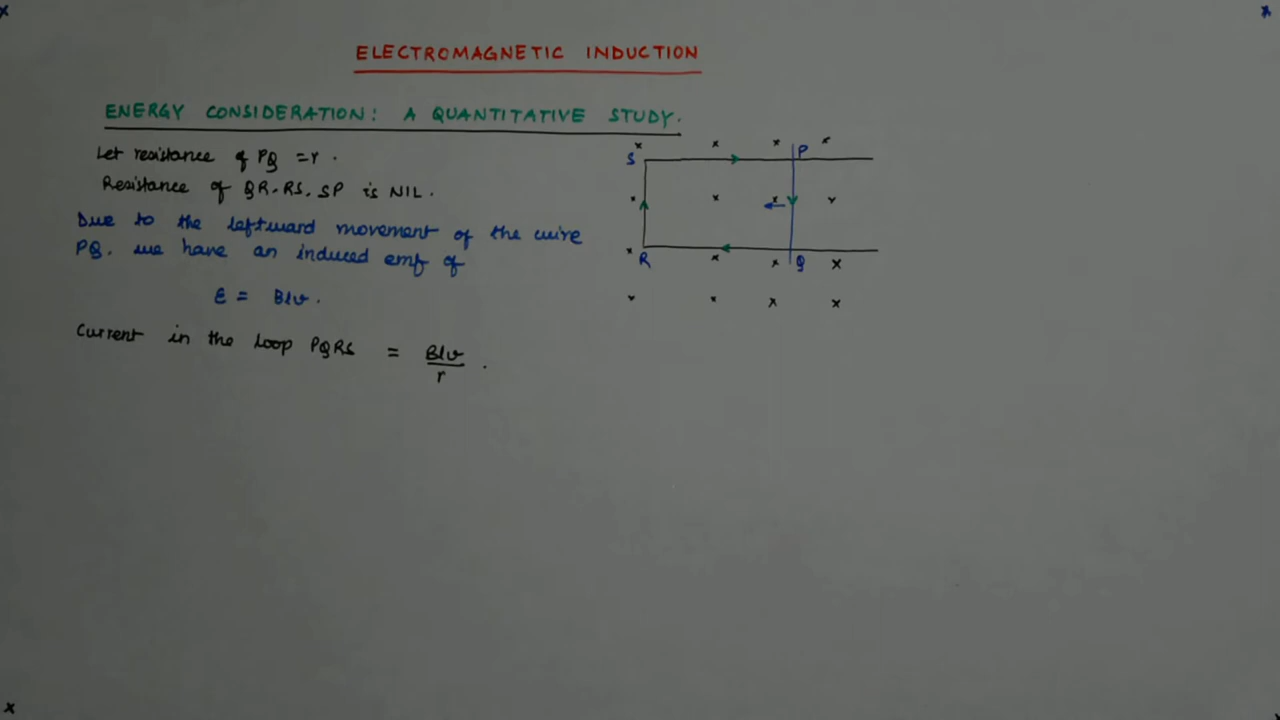 ELECTROMAGNETIC INDUCTION
ENERGY CONSIDERATION: A QUANTITATIVE STUDY.
Let resistance of PQ = r.
Resistance of QR, RS, SP is NIL.
Due to the leftward movement of the wire
PQ, we have an induced emf of
ε = Blv.
Current in the loop PQRS = Blv
r .
S
P
R
Q